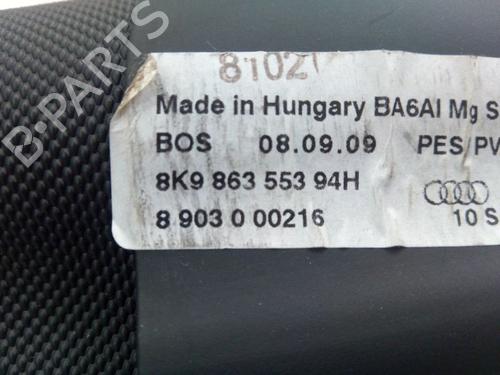 8102
Made in Hungary BA6AI Mg S
BOS 08.09.09 PES/PV
8K9 863 553 94H
8 903 0 00216
10 S
B-PARTS